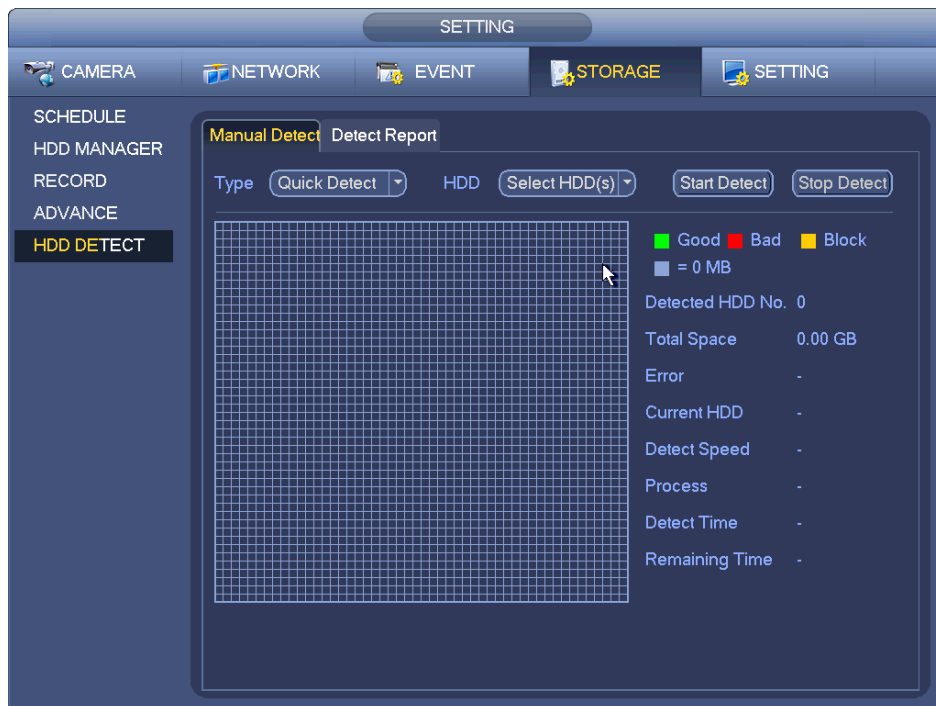 SETTING
CAMERA NETWORK EVENT STORAGE SETTING
SCHEDULE
HDD MANAGER
RECORD
ADVANCE
HDD DETECT
Manual Detect Detect Report
Type Quick Detect HDD Select HDD(s) Start Detect Stop Detect
Good Bad Block
= 0 MB
Detected HDD No. 0
Total Space 0.00 GB
Error -
Current HDD -
Detect Speed -
Process -
Detect Time -
Remaining Time -